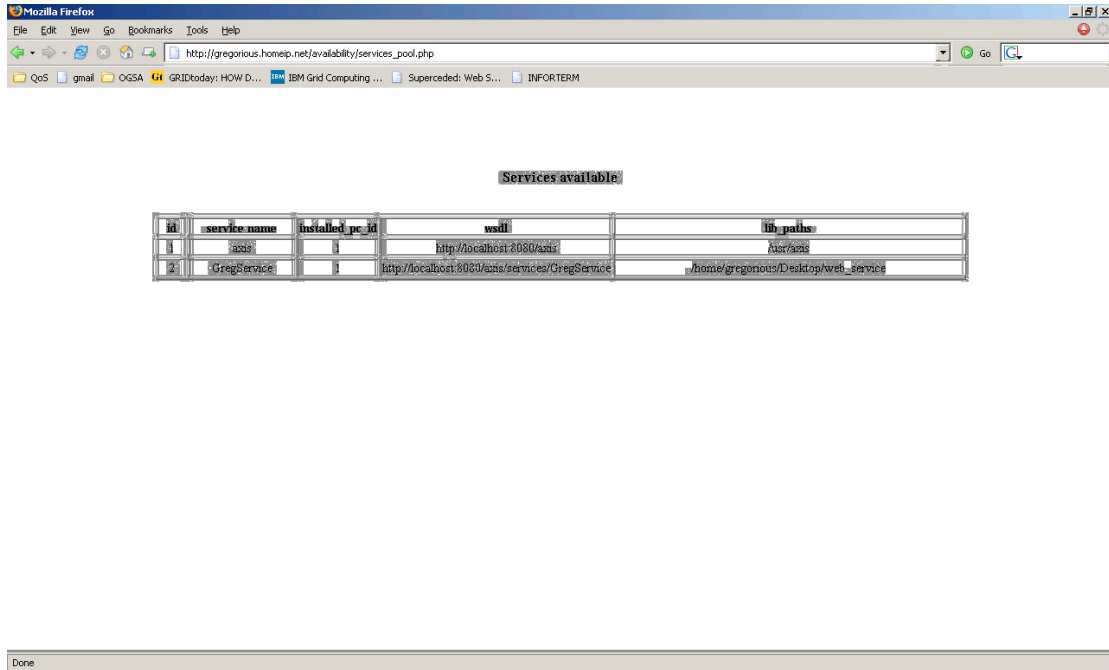 Mozilla Firefox
File Edit View Go Bookmarks Tools Help
http://gregorious.homeip.net/availability/services_pool.php Go G
QoS gmail OGSA G! GRIDtoday: HOW D... IBM IBM Grid Computing ... Superceded: Web S... INFORTERM
Services available
id service name installed_pc_id wsdl lib_paths
1 axis 1 http://localhost:8080/axis /usr/axis
2 GregService 1 http://localhost:8080/axis/services/GregService /home/gregorious/Desktop/web_service
Done